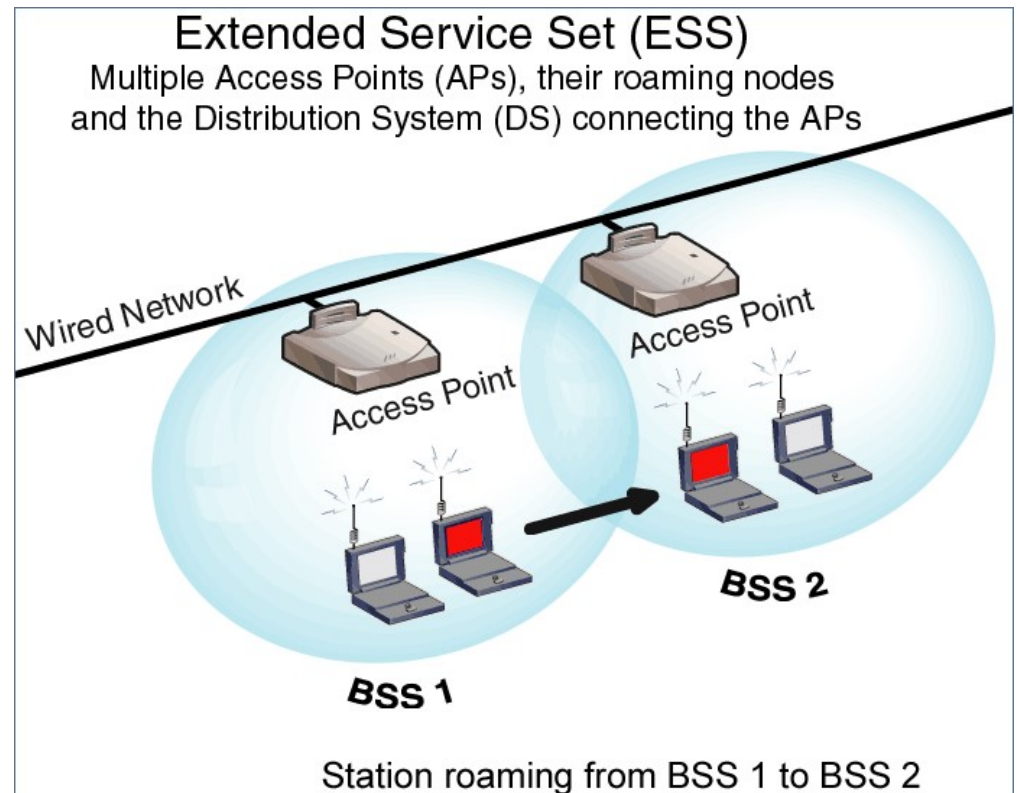 Extended Service Set (ESS)
Multiple Access Points (APs), their roaming nodes
and the Distribution System (DS) connecting the APs
Wired Network
Access Point
Access Point
BSS 1
BSS 2
Station roaming from BSS 1 to BSS 2